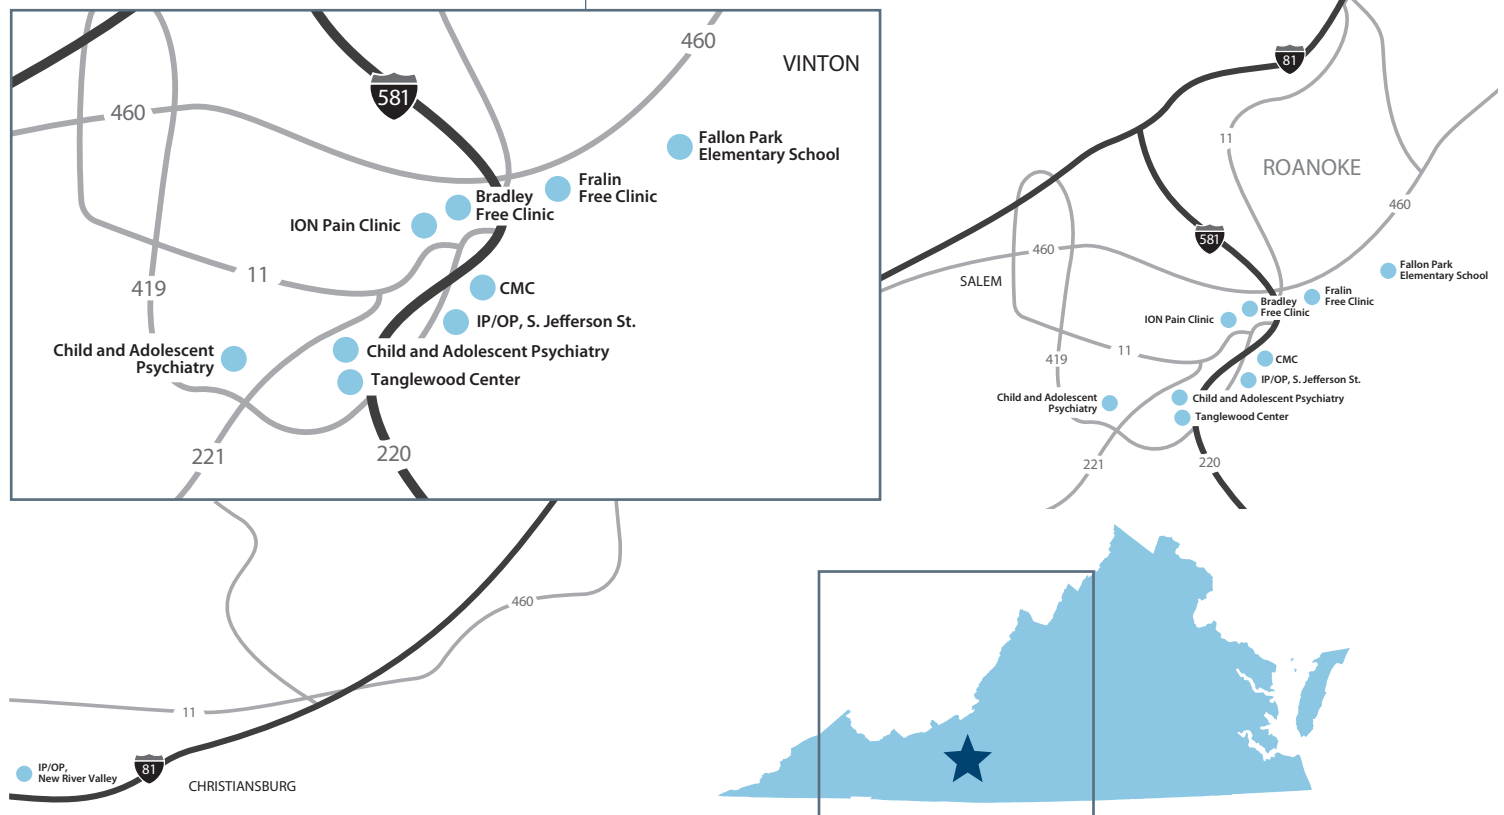 460
VINTON
581
460
Fallon Park
Elementary School
Fralin
Free Clinic
Bradley
Free Clinic
ION Pain Clinic
11
419
CMC
IP/OP, S. Jefferson St.
Child and Adolescent
Psychiatry
Child and Adolescent Psychiatry
Tanglewood Center
221
220
81
11
ROANOKE
460
581
460
SALEM
Fallon Park
Elementary School
Fralin
Free Clinic
Bradley
Free Clinic
ION Pain Clinic
11
419
CMC
IP/OP, S. Jefferson St.
Child and Adolescent
Psychiatry
Child and Adolescent Psychiatry
Tanglewood Center
221
220
460
11
IP/OP,
New River Valley
81
CHRISTIANSBURG